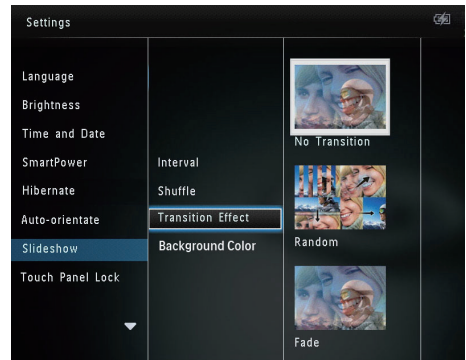 Settings
Language
Brightness
Time and Date
SmartPower
Hibernate
Auto-orientate
Slideshow
Touch Panel Lock
Interval
Shuffle
Transition Effect
Background Color
No Transition
Random
Fade